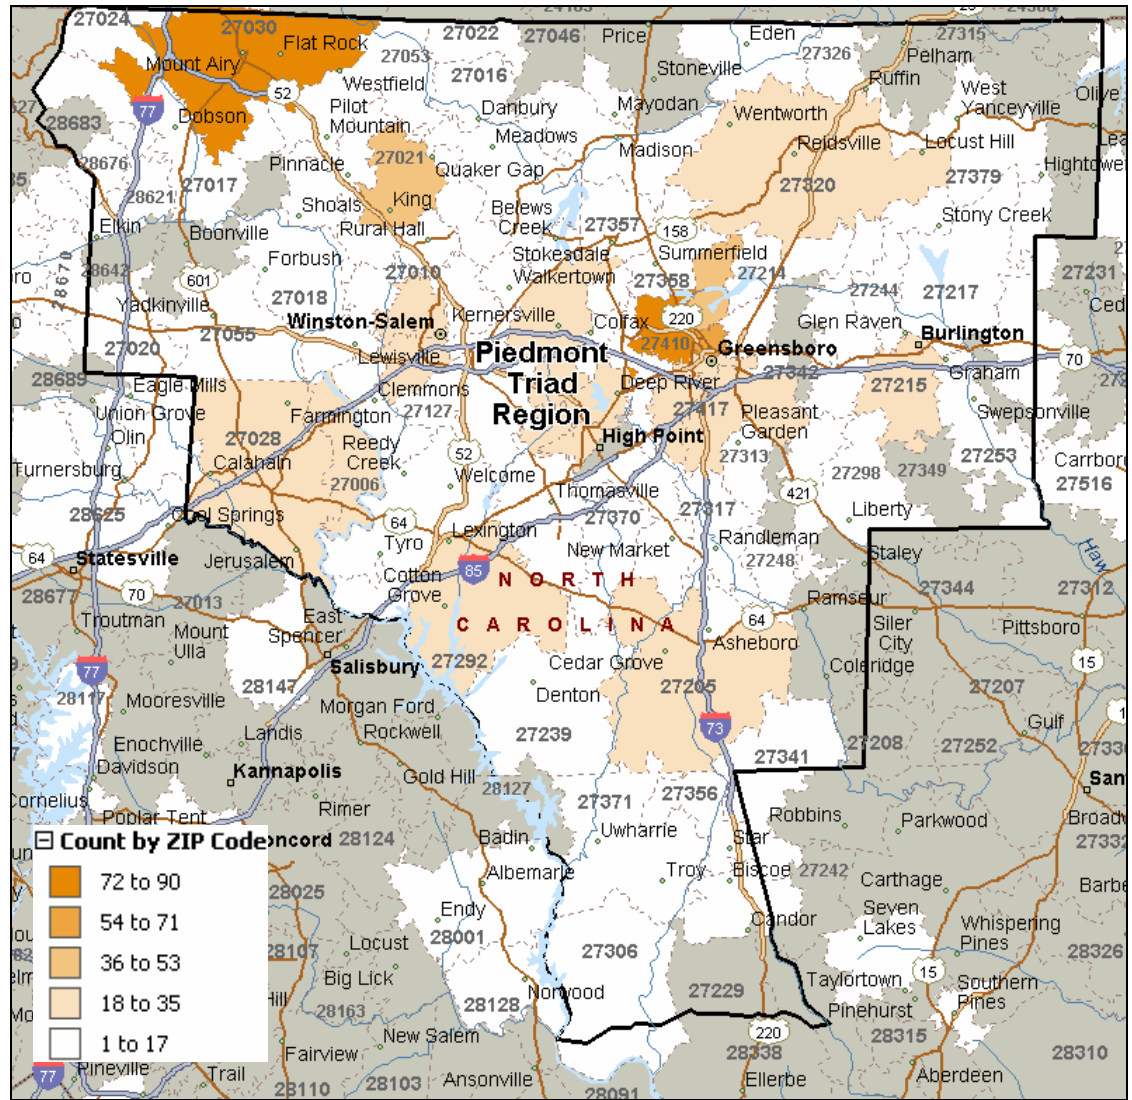 27024
27030
Flat Rock
27022
27046
Price
Eden
27326
27315
Pelham
Mount Airy
27053
Westfield
27016
Stoneville
Ruffin
52
77
Dobson
Pilot
Mountain
Danbury
Mayodan
Wentworth
West
Yanceyville
Olive
28683
Meadows
Madison
Reidsville
Locust Hill
28676
Pinnacle
27021
Quaker Gap
27320
27379
Hightower
28621
27017
Shoals
King
Belews
Creek
27357
158
Stony Creek
Elkin
Boonville
Rural Hall
Stokesdale
Summerfield
28670
28642
Forbush
27010
Walkertown
27358
27214
27231
601
27018
27244
27217
Yadkinville
Winston-Salem
Kernersville
Colfax
220
Glen Raven
Burlington
27055
27020
Lewisville
Piedmont
Triad
Region
27410
Greensboro
70
28689
Eagle Mills
Clemmons
Deep River
27342
27215
Graham
Union Grove
Farmington
27127
27417
Pleasant
Garden
Swepsonville
Olin
27028
Reedy
Creek
High Point
Turnersburg
Calahaln
52
27313
27298
27349
27253
Carrboro
27006
Welcome
27516
Thomasville
421
28625
Cool Springs
64
27370
27317
Liberty
Lexington
64
Statesville
Jerusalem
Tyro
New Market
Randleman
Staley
Haw
85
27248
Cotton
Grove
NORTH
CAROLINA
28677
70
27013
Ramseur
27344
27312
Troutman
East
Spencer
64
Siler
City
Pittsboro
Mount
Ulla
Asheboro
Salisbury
27292
Cedar Grove
Coleridge
15
77
28117
28147
Denton
27205
27207
Mooresville
Morgan Ford
Landis
Rockwell
27239
73
Gulf
Enochville
27341
27208
27252
Davidson
Kannapolis
Gold Hill
28127
Cornelius
27371
27356
Rimer
Robbins
Parkwood
Poplar Tent
28124
Badin
Uwharrie
Star
Count by ZIP Code
72 to 90
54 to 71
36 to 53
18 to 35
1 to 17
Albemarle
Troy
Biscoe
27242
Carthage
28025
Endy
Candor
Seven
Lakes
Whispering
Pines
28107
Locust
28001
27306
28326
Big Lick
15
28163
28128
Norwood
27229
Taylortown
Southern
Pines
Pinehurst
New Salem
220
28315
Fairview
28338
28310
77
Pineville
Trail
28110
28103
Ansonville
28091
Ellerbe
Aberdeen